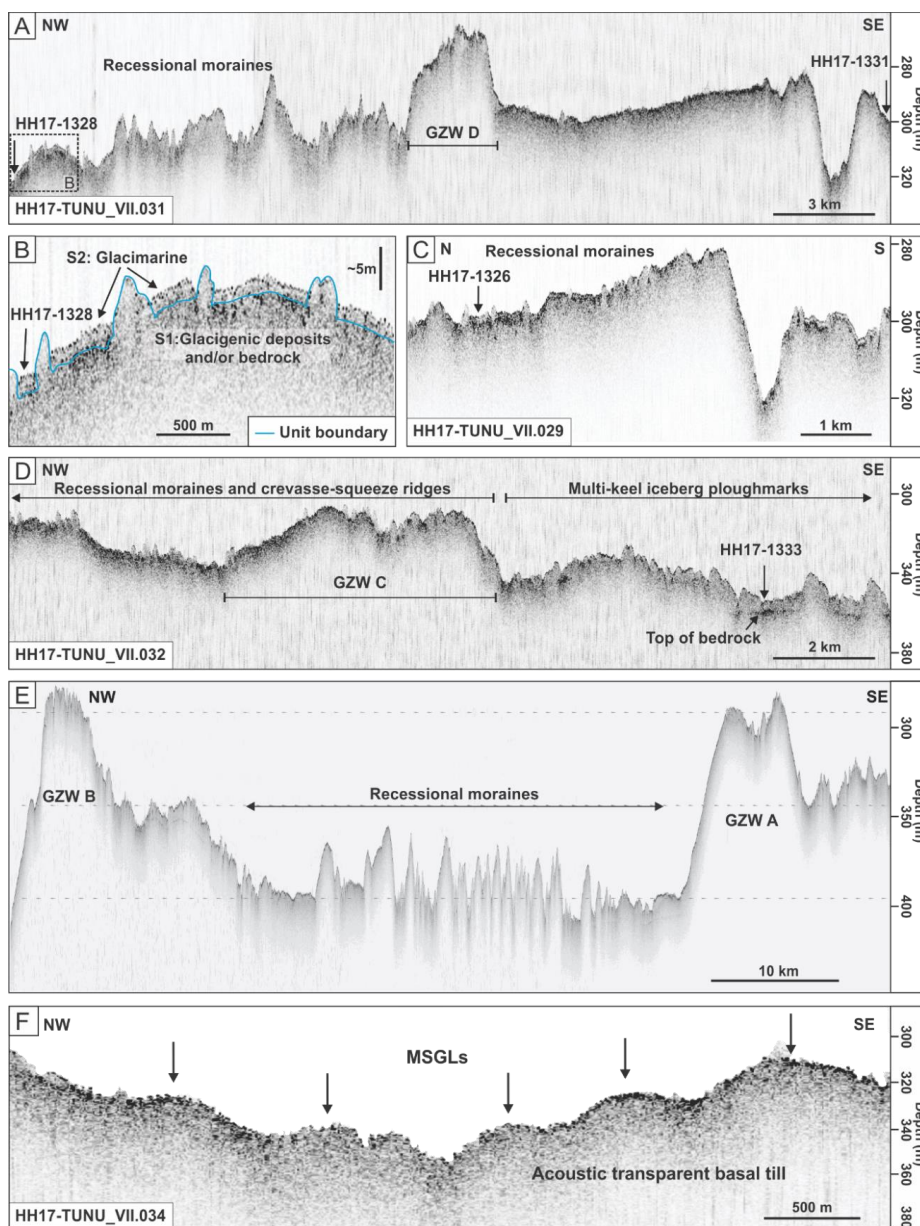 A NW SE
Recessional moraines
HH17-1331
280
HH17-1328
GZW D
300
Depth (m)
B
320
HH17-TUNU_VII.031
3 km
B
S2: Glacimarine
~5m
HH17-1328
S1:Glacigenic deposits
and/or bedrock
500 m
Unit boundary
C N S
Recessional moraines
280
HH17-1326
300
320
HH17-TUNU_VII.029
1 km
D NW SE
Recessional moraines and crevasse-squeeze ridges
Multi-keel iceberg ploughmarks
300
HH17-1333
340
GZW C
360
Top of bedrock
2 km
380
HH17-TUNU_VII.032
E NW SE
300
Recessional moraines
GZW B
GZW A
350
400
10 km
F NW SE
300
MSGLs
320
340
Acoustic transparent basal till
360
500 m
380
HH17-TUNU_VII.034